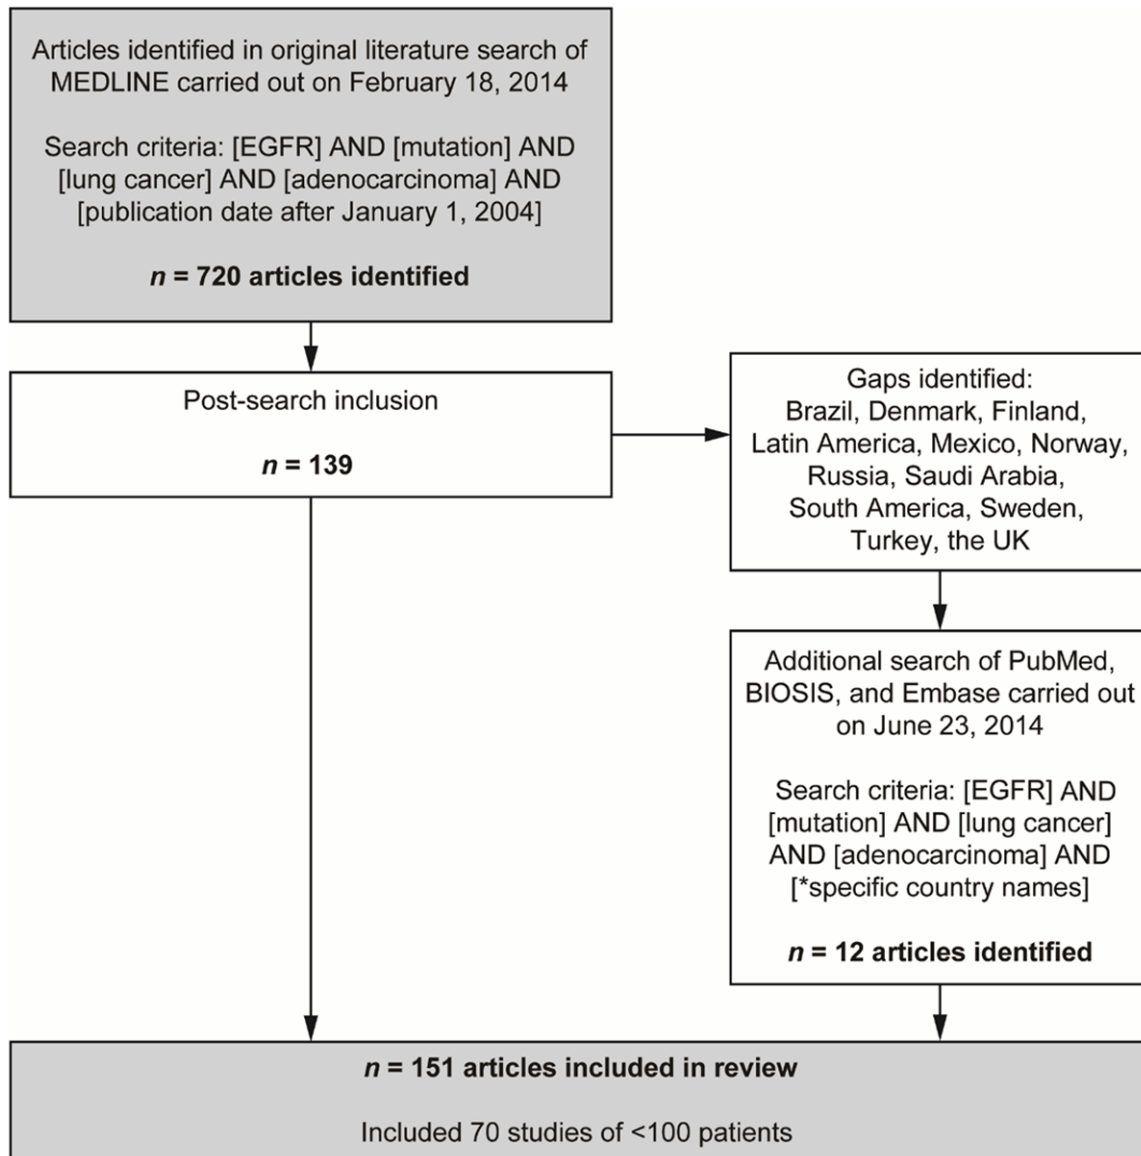 Articles identified in original literature search of
MEDLINE carried out on February 18, 2014
Search criteria: [EGFR] AND [mutation] AND
[lung cancer] AND [adenocarcinoma] AND
[publication date after January 1, 2004]
n = 720 articles identified
Post-search inclusion
n = 139
Gaps identified:
Brazil, Denmark, Finland,
Latin America, Mexico, Norway,
Russia, Saudi Arabia,
South America, Sweden,
Turkey, the UK
Additional search of PubMed,
BIOSIS, and Embase carried out
on June 23, 2014
Search criteria: [EGFR] AND
[mutation] AND [lung cancer]
AND [adenocarcinoma] AND
[*specific country names]
n = 12 articles identified
n = 151 articles included in review
Included 70 studies of <100 patients